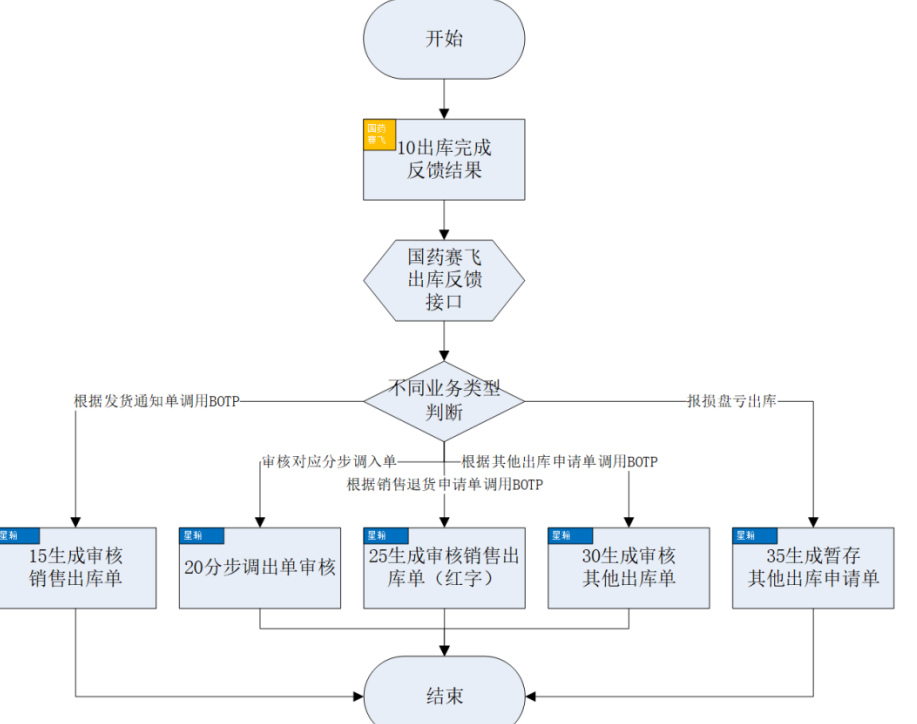 开始
国药
赛飞
10出库完成
反馈结果
国药赛飞
出库反馈
接口
不同业务类型
判断
根据发货通知单调用BOTP
报损盘亏出库
审核对应分步调入单
根据其他出库申请单调用BOTP
根据销售退货申请单调用BOTP
星瀚
15生成审核
销售出库单
星瀚
20分步调出单审核
星瀚
25生成审核销售出
库单（红字）
星瀚
30生成审核
其他出库单
星瀚
35生成暂存
其他出库申请单
结束